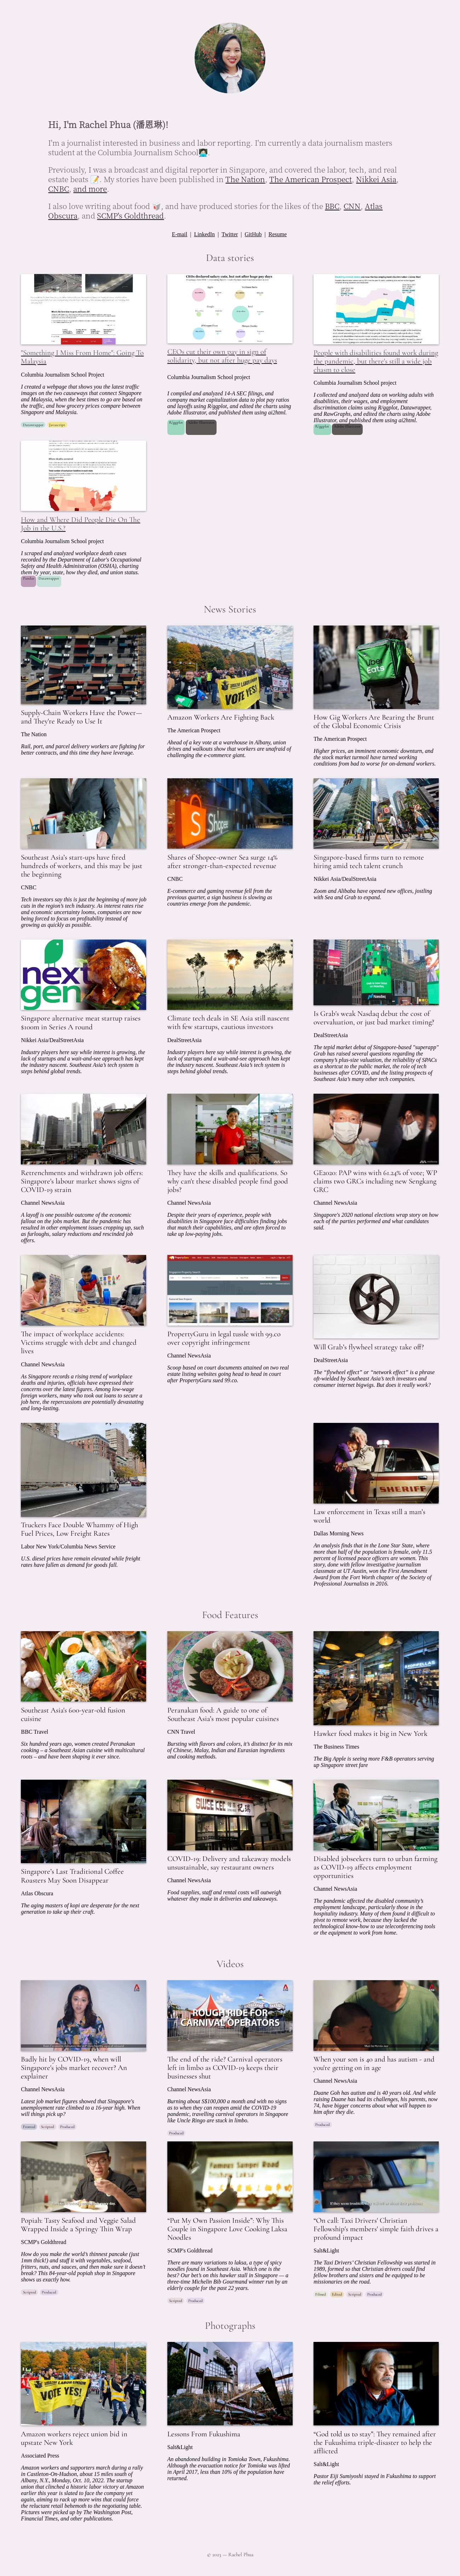 Hi, I'm Rachel Phua (潘恩琳)!
I'm a journalist interested in business and labor reporting. I'm currently a data journalism masters
student at the Columbia Journalism School👩🏻‍💻.
Previously, I was a broadcast and digital reporter in Singapore, and covered the labor, tech, and real
estate beats 📝. My stories have been published in The Nation, The American Prospect, Nikkei Asia,
CNBC, and more.
I also love writing about food 🥡, and have produced stories for the likes of the BBC, CNN, Atlas
Obscura, and SCMP's Goldthread.
E-mail | LinkedIn | Twitter | GitHub | Resume
Data stories
"Something I Miss From Home": Going To
Malaysia
Columbia Journalism School Project
I created a webpage that captures the latest traffic
images on the two causeways that connect Singapore
and Malaysia, when the best times to go are based on
the traffic, and how grocery prices compare between
Singapore and Malaysia.
Datawrapper Javascript
CEOs cut their own pay in sign of
solidarity, but not after huge pay days
Columbia Journalism School project
I compiled and analyzed 14-A SEC filings, and
company market capitalization data to plot pay ratios
and layoffs using Rggplot, and edited the charts using
Adobe Illustrator, and published them using ai2html.
People with disabilities found work during
the pandemic, but there's still a wide job
chasm to close
Columbia Journalism School project
I collected and analyzed data on working adults with
disabilities, their wages, and employment
discrimination claims using Rggplot, Datawrapper,
and RawGraphs, and edited the charts using Adobe
Illustrator, and published them using ai2html.
How and Where Did People Die On The
Job in the U.S.?
Columbia Journalism School project
I scraped and analyzed workplace death cases
recorded by the Department of Labor's Occupational
Safety and Health Administration (OSHA), charting
them by year, state, how they died, and union status.
Pandas Datawrapper
News Stories
Supply-Chain Workers Have the Power—
and They're Ready to Use It
The Nation
Rail, port, and parcel delivery workers are fighting for
better contracts, and this time they have leverage.
Amazon Workers Are Fighting Back
The American Prospect
Ahead of a key vote at a warehouse in Albany, union
drives and walkouts show that workers are unafraid of
challenging the e-commerce giant.
How Gig Workers Are Bearing the Brunt
of the Global Economic Crisis
The American Prospect
Higher prices, an imminent economic downturn, and
the stock market turmoil have turned working
conditions from bad to worse for on-demand workers.
Southeast Asia's start-ups have fired
hundreds of workers, and this may be just
the beginning
CNBC
Tech investors say this is just the beginning of more job
cuts in the region's tech industry. As interest rates rise
and economic uncertainty looms, companies are now
being forced to focus on profitability instead of
growing as quickly as possible.
Shares of Shopee-owner Sea surge 14%
after stronger-than-expected revenue
CNBC
E-commerce and gaming revenue fell from the
previous quarter, a sign business is slowing as
countries emerge from the pandemic.
Singapore-based firms turn to remote
hiring amid tech talent crunch
Nikkei Asia/DealStreetAsia
Zoom and Alibaba have opened new offices, jostling
with Sea and Grab to expand.
next
gen
Singapore alternative meat startup raises
$100m in Series A round
Nikkei Asia/DealStreetAsia
Industry players here say while interest is growing, the
lack of startups and a wait-and-see approach has kept
the industry nascent. Southeast Asia's tech system is
steps behind global trends.
Climate tech deals in SE Asia still nascent
with few startups, cautious investors
DealStreetAsia
Industry players here say while interest is growing, the
lack of startups and a wait-and-see approach has kept
the industry nascent. Southeast Asia's tech system is
steps behind global trends.
Is Grab's weak Nasdaq debut the cost of
overvaluation, or just bad market timing?
DealStreetAsia
The tepid market debut of Singapore-based "superapp"
Grab has raised several questions regarding the
company's plus-size valuation, the reliability of SPACs
as a shortcut to the public market, the role of tech
businesses after COVID, and the listing prospects of
Southeast Asia's many other tech companies.
Retrenchments and withdrawn job offers:
Singapore's labour market shows signs of
COVID-19 strain
Channel NewsAsia
A layoff is one possible outcome of the economic
fallout on the jobs market. But the pandemic has
resulted in other employment issues cropping up, such
as furloughs, salary reductions and rescinded job
offers.
They have the skills and qualifications. So
why can't these disabled people find good
jobs?
Channel NewsAsia
Despite their years of experience, people with
disabilities in Singapore face difficulties finding jobs
that match their capabilities, and are often forced to
take up low-paying jobs.
GE2020: PAP wins with 61.24% of vote; WP
claims two GRCs including new Sengkang
GRC
Channel NewsAsia
Singapore's 2020 national elections wrap story on how
each of the parties performed and what candidates
said.
The impact of workplace accidents:
Victims struggle with debt and changed
lives
Channel NewsAsia
As Singapore records a rising trend of workplace
deaths and injuries, officials have expressed their
concerns over the latest figures. Among low-wage
foreign workers, many who took out loans to secure a
job here, the repercussions are potentially devastating
and long-lasting.
PropertyGuru in legal tussle with 99.co
over copyright infringement
Channel NewsAsia
Scoop based on court documents attained on two real
estate listing websites going head to head in court
after PropertyGuru sued 99.co.
Will Grab's flywheel strategy take off?
DealStreetAsia
The "flywheel effect" or "network effect" is a phrase
oft-wielded by Southeast Asia's tech investors and
consumer internet bigwigs. But does it really work?
Truckers Face Double Whammy of High
Fuel Prices, Low Freight Rates
Labor New York/Columbia News Service
U.S. diesel prices have remain elevated while freight
rates have fallen as demand for goods fall.
SHERIFF
Law enforcement in Texas still a man's
world
Dallas Morning News
An analysis finds that in the Lone Star State, where
more than half of the population is female, only 11.5
percent of licensed peace officers are women. This
story, done with fellow investigative journalism
classmate at UT Austin, won the First Amendment
Award from the Fort Worth chapter of the Society of
Professional Journalists in 2016.
Food Features
Southeast Asia's 600-year-old fusion
cuisine
BBC Travel
Six hundred years ago, women created Peranakan
cooking – a Southeast Asian cuisine with multicultural
roots – and have been shaping it ever since.
Peranakan food: A guide to one of
Southeast Asia's most popular cuisines
CNN Travel
Bursting with flavors and colors, it's distinct for its mix
of Chinese, Malay, Indian and Eurasian ingredients
and cooking methods.
Hawker food makes it big in New York
The Business Times
The Big Apple is seeing more F&B operators serving
up Singapore street fare
Singapore's Last Traditional Coffee
Roasters May Soon Disappear
Atlas Obscura
The aging masters of kopi are desperate for the next
generation to take up their craft.
COVID-19: Delivery and takeaway models
unsustainable, say restaurant owners
Channel NewsAsia
Food supplies, staff and rental costs will outweigh
whatever they make in deliveries and takeaways.
Disabled jobseekers turn to urban farming
as COVID-19 affects employment
opportunities
Channel NewsAsia
The pandemic affected the disabled community's
employment landscape, particularly those in the
hospitality industry. Many of them found it difficult to
pivot to remote work, because they lacked the
technological know-how to use teleconferencing tools
or the equipment to work from home.
Videos
Badly hit by COVID-19, when will
Singapore's jobs market recover? An
explainer
Channel NewsAsia
Latest job market figures showed that Singapore's
unemployment rate climbed to a 16-year high. When
will things pick up?
Fronted Scripted Produced
ROUGH RIDE FOR
CARNIVAL OPERATORS
The end of the ride? Carnival operators
left in limbo as COVID-19 keeps their
businesses shut
Channel NewsAsia
Burning about S$100,000 a month and with no signs
as to when they can reopen amid the COVID-19
pandemic, travelling carnival operators in Singapore
like Uncle Ringo are stuck in limbo.
Produced
When your son is 40 and has autism - and
you're getting on in age
Channel NewsAsia
Duane Goh has autism and is 40 years old. And while
raising Duane has had its challenges, his parents, now
74, have bigger concerns about what will happen to
him after they die.
Produced
Popiah: Tasty Seafood and Veggie Salad
Wrapped Inside a Springy Thin Wrap
SCMP's Goldthread
How do you make the world's thinnest pancake (just
1mm thick!) and stuff it with vegetables, seafood,
fritters, nuts, and sauces, and then make sure it doesn't
break? This 84-year-old popiah shop in Singapore
shows us exactly how.
Scripted Produced
"Put My Own Passion Inside": Why This
Couple in Singapore Love Cooking Laksa
Noodles
SCMP's Goldthread
There are many variations to laksa, a type of spicy
noodles found in Southeast Asia. Which one is the
best? Our bet's on this hawker stall in Singapore — a
three-time Michelin Bib Gourmand winner run by an
elderly couple for the past 22 years.
Scripted Produced
"On call: Taxi Drivers' Christian
Fellowship's members' simple faith drives a
profound impact
Salt&Light
The Taxi Drivers' Christian Fellowship was started in
1989, formed so that Christian drivers could find
fellow brothers and sisters and be equipped to be
missionaries on the road.
Filmed Edited Scripted Produced
Photographs
Amazon workers reject union bid in
upstate New York
Associated Press
Amazon workers and supporters march during a rally
in Castleton-On-Hudson, about 15 miles south of
Albany, N.Y., Monday, Oct. 10, 2022. The startup
union that clinched a historic labor victory at Amazon
earlier this year is slated to face the company yet
again, aiming to rack up more wins that could force
the reluctant retail behemoth to the negotiating table.
Pictures were picked up by The Washington Post,
Financial Times, and other publications.
Lessons From Fukushima
Salt&Light
An abandoned building in Tomioka Town, Fukushima.
Although the evacuation notice for Tomioka was lifted
in April 2017, less than 10% of the population have
returned.
"God told us to stay": They remained after
the Fukushima triple-disaster to help the
afflicted
Salt&Light
Pastor Eiji Sumiyoshi stayed in Fukushima to support
the relief efforts.
© 2023 — Rachel Phua